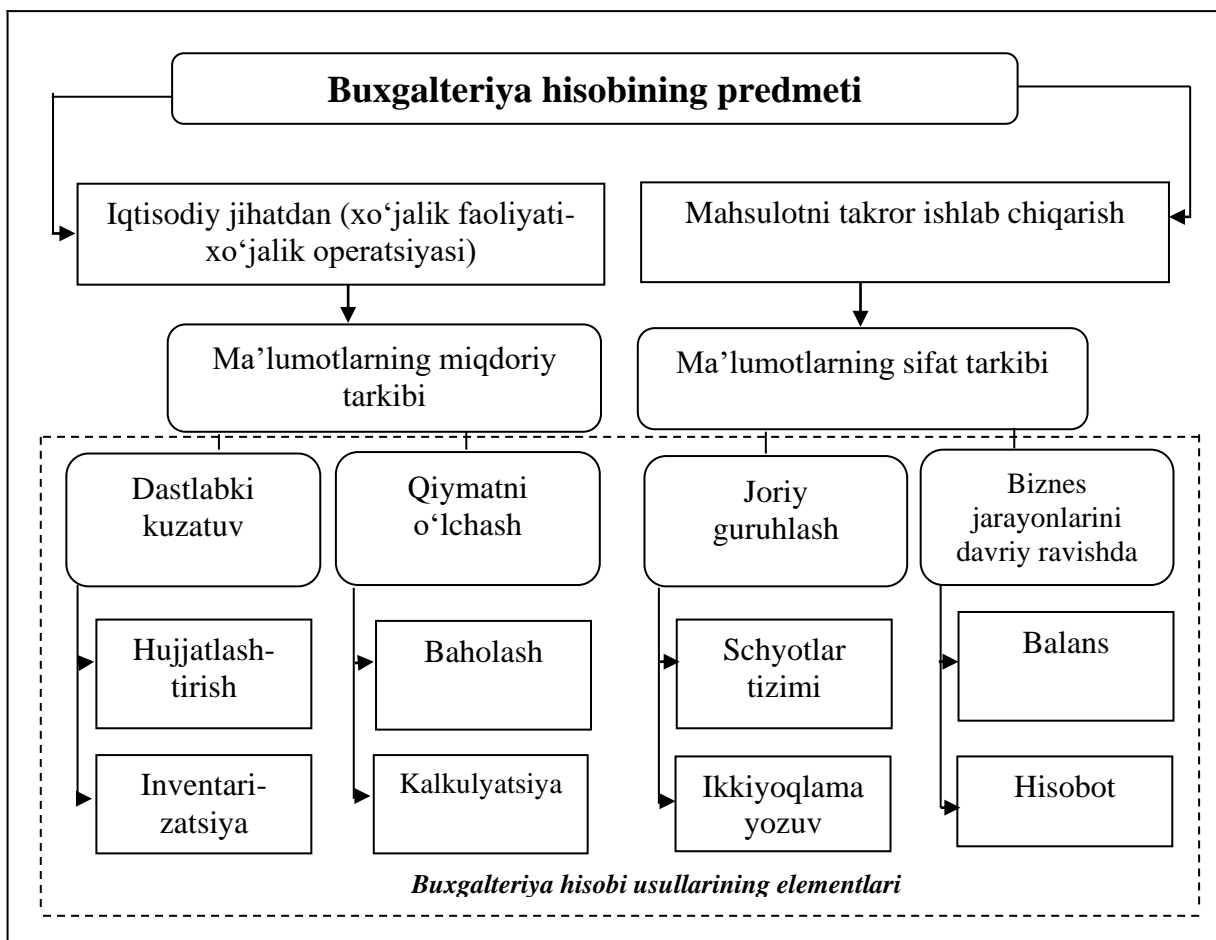 Buxgalteriya hisobining predmeti
Iqtisodiy jihatdan (xo‘jalik faoliyati-
xo‘jalik operatsiyasi)
Mahsulotni takror ishlab chiqarish
Ma’lumotlarning miqdoriy
tarkibi
Ma’lumotlarning sifat tarkibi
Dastlabki
kuzatuv
Qiymatni
o‘lchash
Joriy
guruhlash
Biznes
jarayonlarini
davriy ravishda
Hujjatlash-
tirish
Baholash
Schyotlar
tizimi
Balans
Inventari-
zatsiya
Kalkulyatsiya
Ikkiyoqlama
yozuv
Hisobot
Buxgalteriya hisobi usullarining elementlari